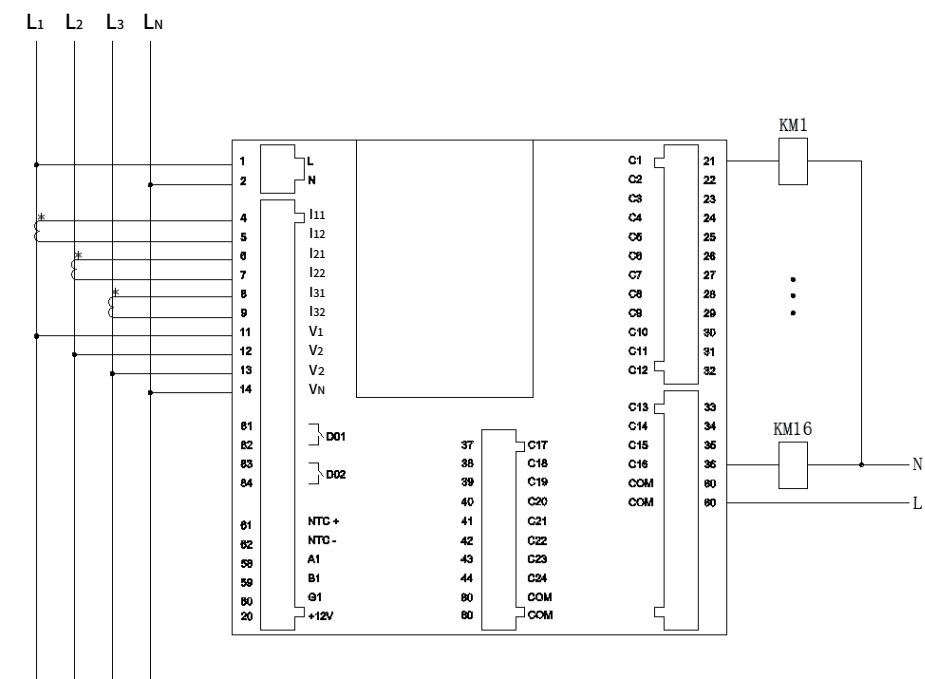 L1 L2 L3 LN
KM1
1 L
2 N
4 I11
5 I12
6 I21
7 I22
8 I31
9 I32
11 V1
12 V2
13 V2
14 VN
81
82 D01
83
84 D02
61 NTC +
62 NTC -
58 A1
59 B1
60 G1
20 +12V
37 C17
38 C18
39 C19
40 C20
41 C21
42 C22
43 C23
44 C24
80 COM
80 COM
C1 21
C2 22
C3 23
C4 24
C5 25
C6 26
C7 27
C8 28
C9 29
C10 30
C11 31
C12 32
C13 33
C14 34
C15 35
C16 36
COM 80
COM 80
KM16
N
L